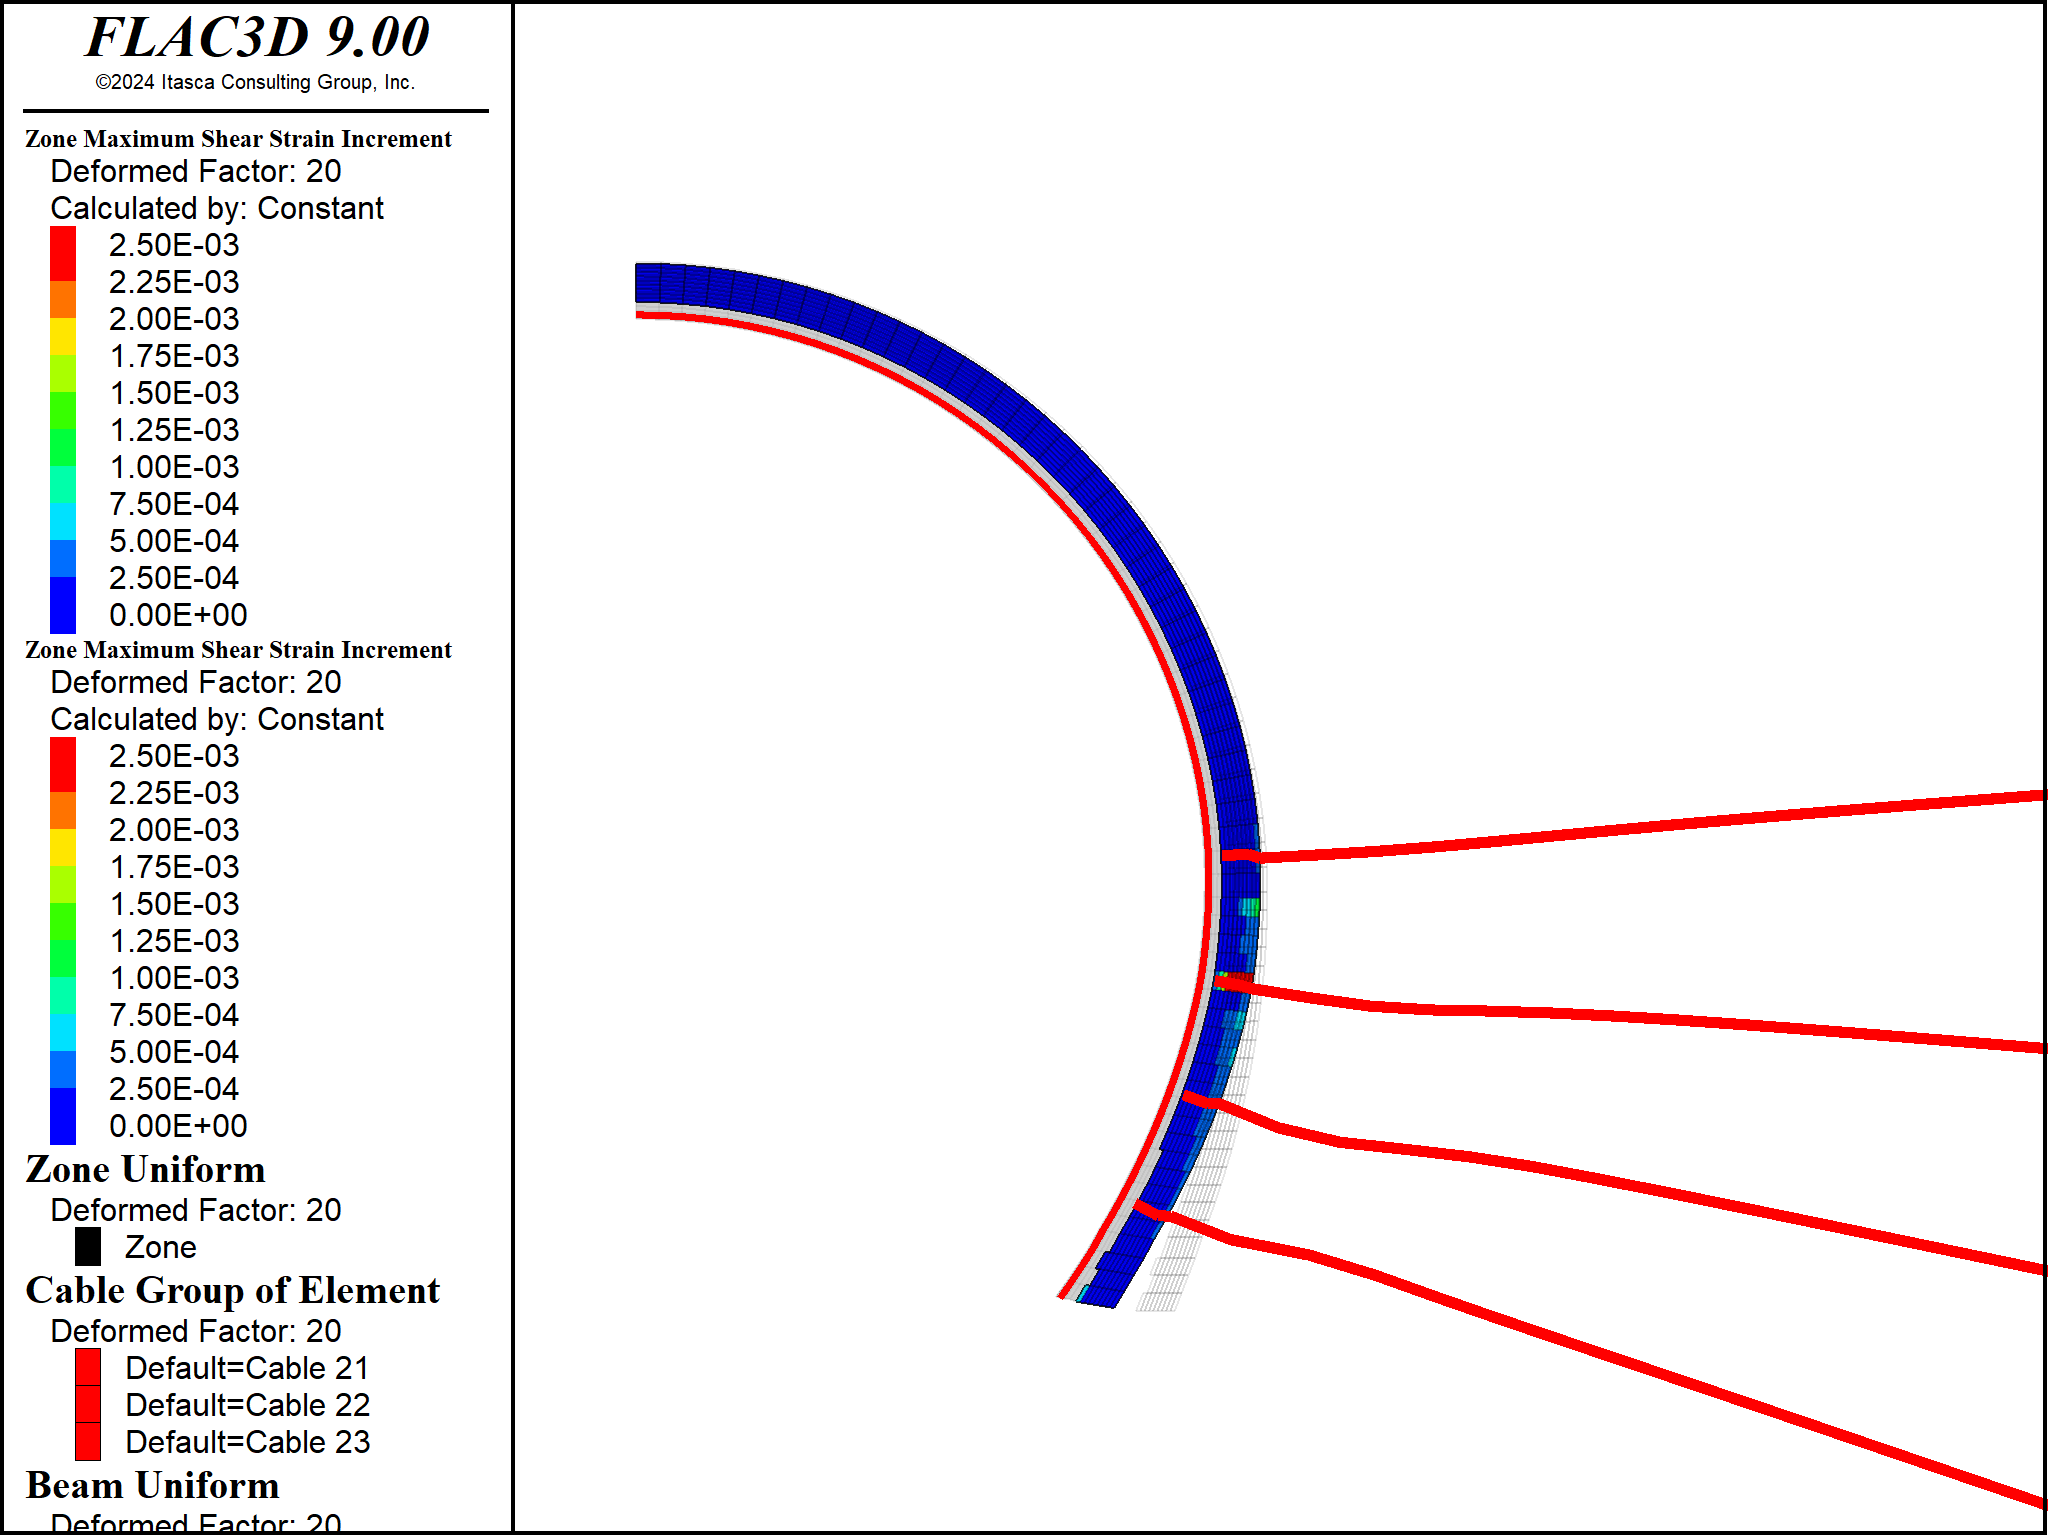 FLAC3D 9.00
©2024 Itasca Consulting Group, Inc.
Zone Maximum Shear Strain Increment
Deformed Factor: 20
Calculated by: Constant
2.50E-03
2.25E-03
2.00E-03
1.75E-03
1.50E-03
1.25E-03
1.00E-03
7.50E-04
5.00E-04
2.50E-04
0.00E+00
Zone Maximum Shear Strain Increment
Deformed Factor: 20
Calculated by: Constant
2.50E-03
2.25E-03
2.00E-03
1.75E-03
1.50E-03
1.25E-03
1.00E-03
7.50E-04
5.00E-04
2.50E-04
0.00E+00
Zone Uniform
Deformed Factor: 20
Zone
Cable Group of Element
Deformed Factor: 20
Default=Cable 21
Default=Cable 22
Default=Cable 23
Beam Uniform
Deformed Factor: 20